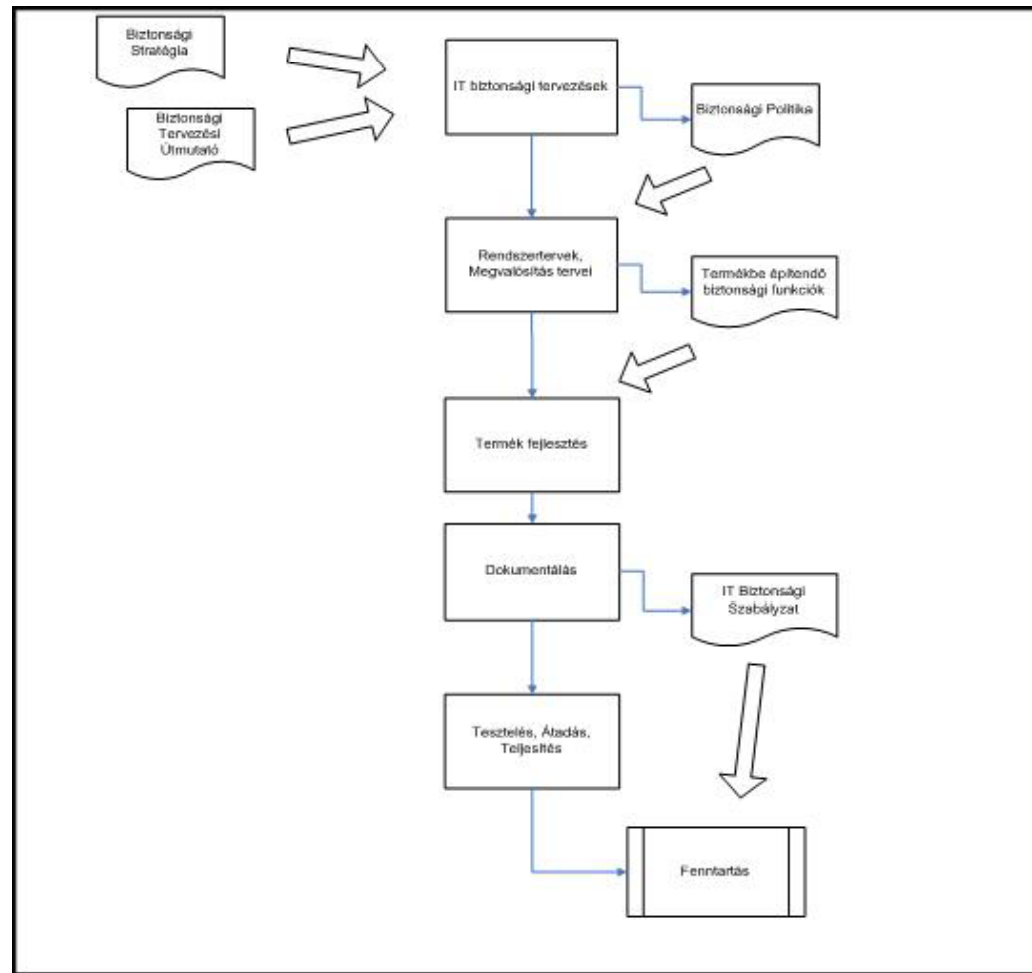 Biztonsági
Stratégia
Biztonsági
Tervezési
Útmutató
IT biztonsági tervezések
Biztonsági Politika
Rendszertervek,
Megvalósítás tervei
Termékbe építendő
biztonsági funkciók
Termék fejlesztés
Dokumentálás
IT Biztonsági
Szabályzat
Tesztelés, Átadás,
Teljesítés
Fenntartás